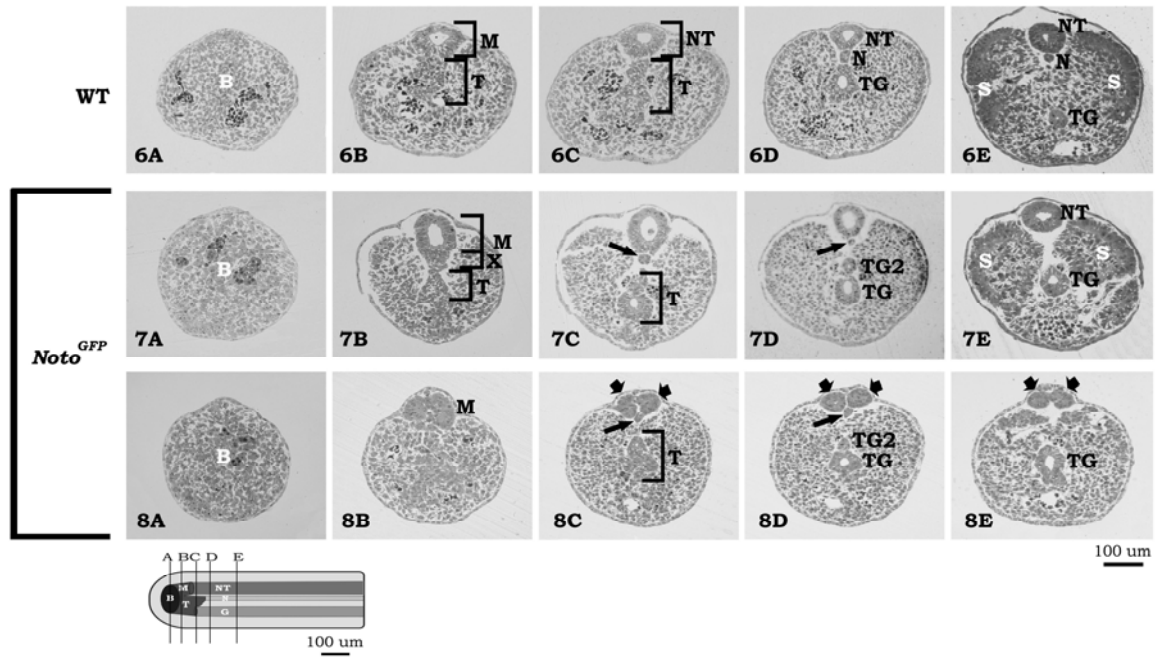 WT
B
6A
M
T
6B
NT
T
6C
NT
N
TG
6D
NT
N
S S
TG
6E
Noto^GFP
B
7A
M
X
T
7B
T
7C
TG2
TG
7D
NT
S S
TG
7E
B
8A
M
8B
T
8C
TG2
TG
8D
TG
8E
100 um
A B C D E
M NT
B N
T
G
100 um